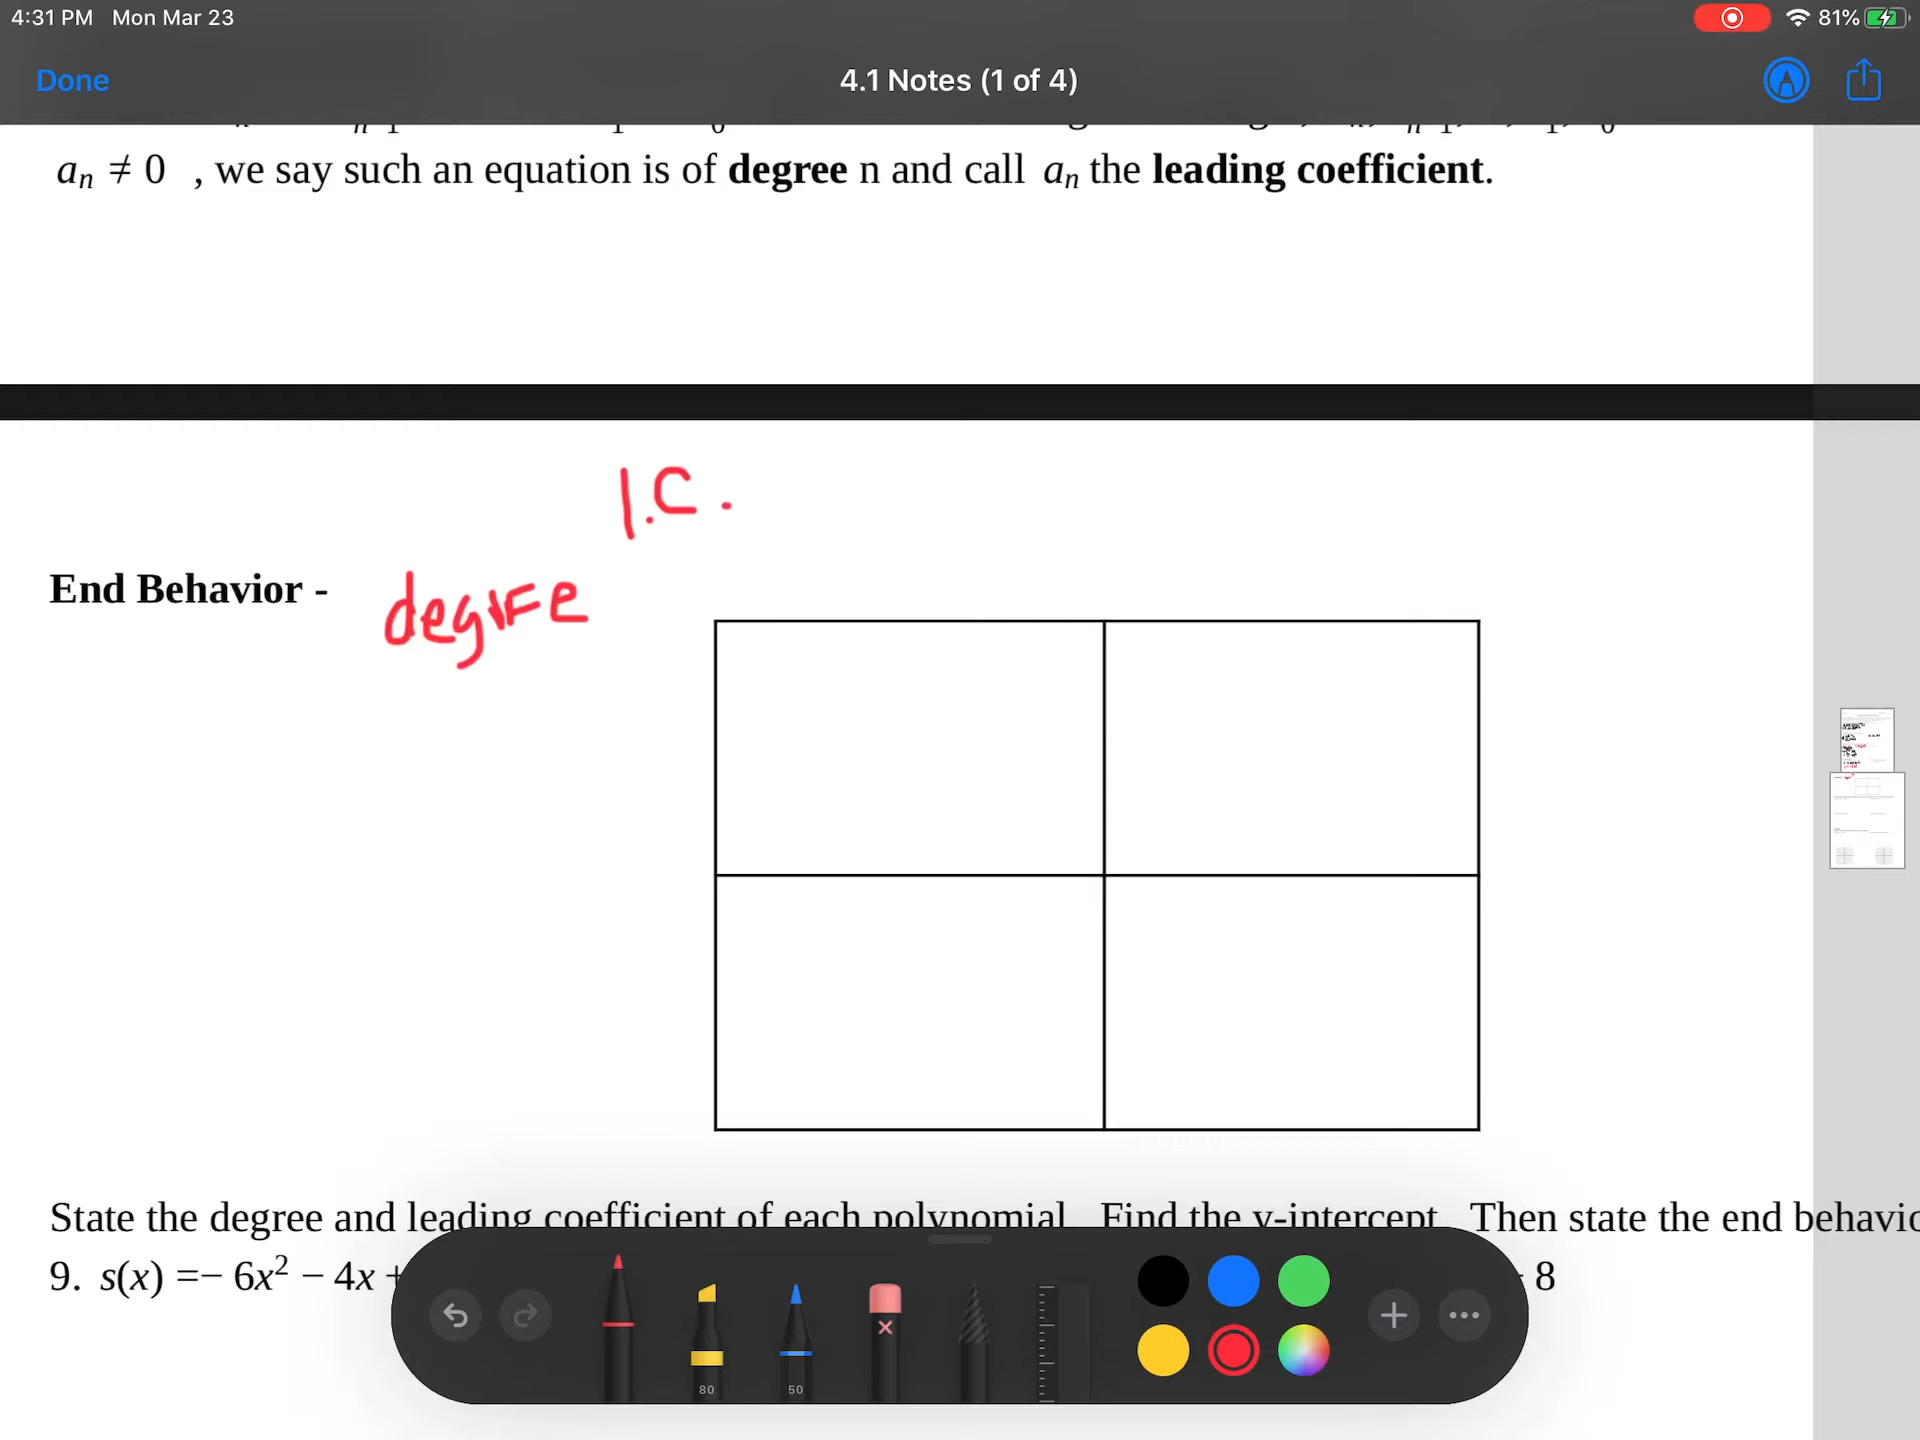 4:31 PM Mon Mar 23 81%
Done 4.1 Notes (1 of 4)
aₙ ≠ 0 , we say such an equation is of degree n and call aₙ the leading coefficient.
l.c.
End Behavior - degree
State the degree and leading coefficient of each polynomial. Find the y-intercept. Then state the end behavio
9. s(x) =− 6x² − 4x + 8
80 50